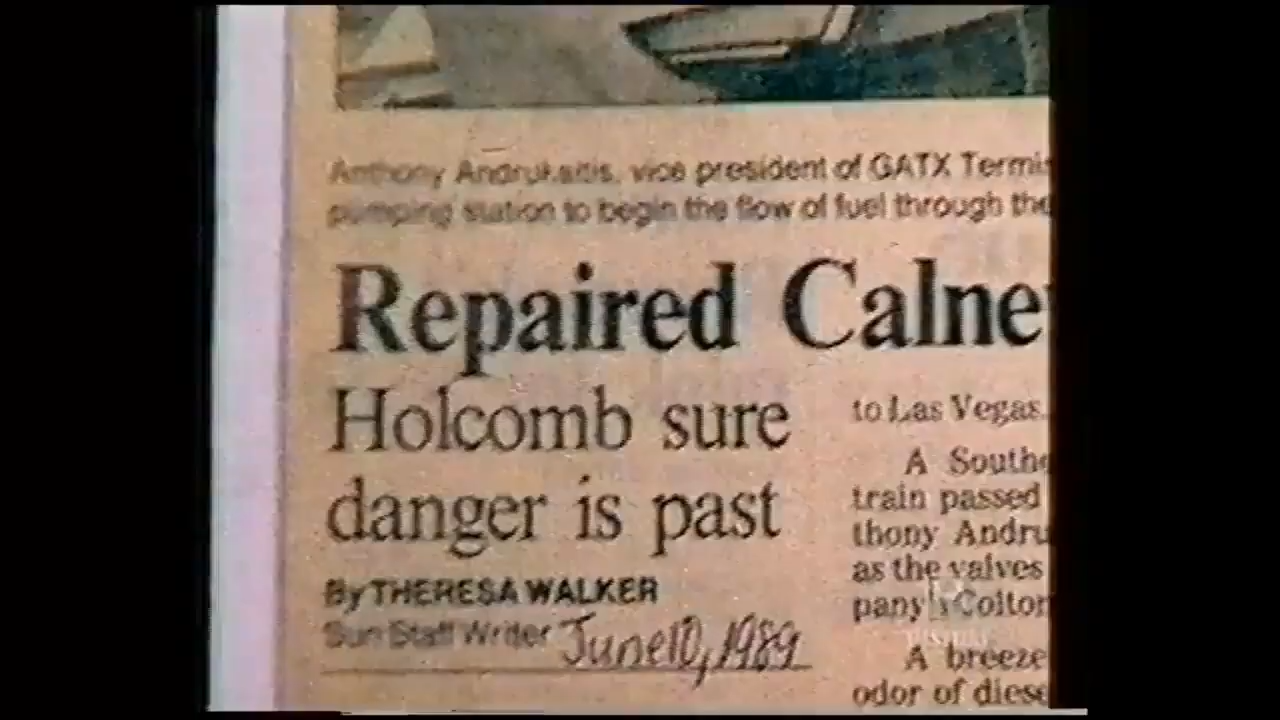 Anthony Andrukaitis, vice president of GATX Termi
pumping station to begin the flow of fuel through the
Repaired Calne
Holcomb sure
danger is past
By THERESA WALKER
Sun Staff Writer June 10, 1989
to Las Vegas.
A Southe
train passed
thony Andru
as the valves
pany's Colton
A breeze
odor of diese